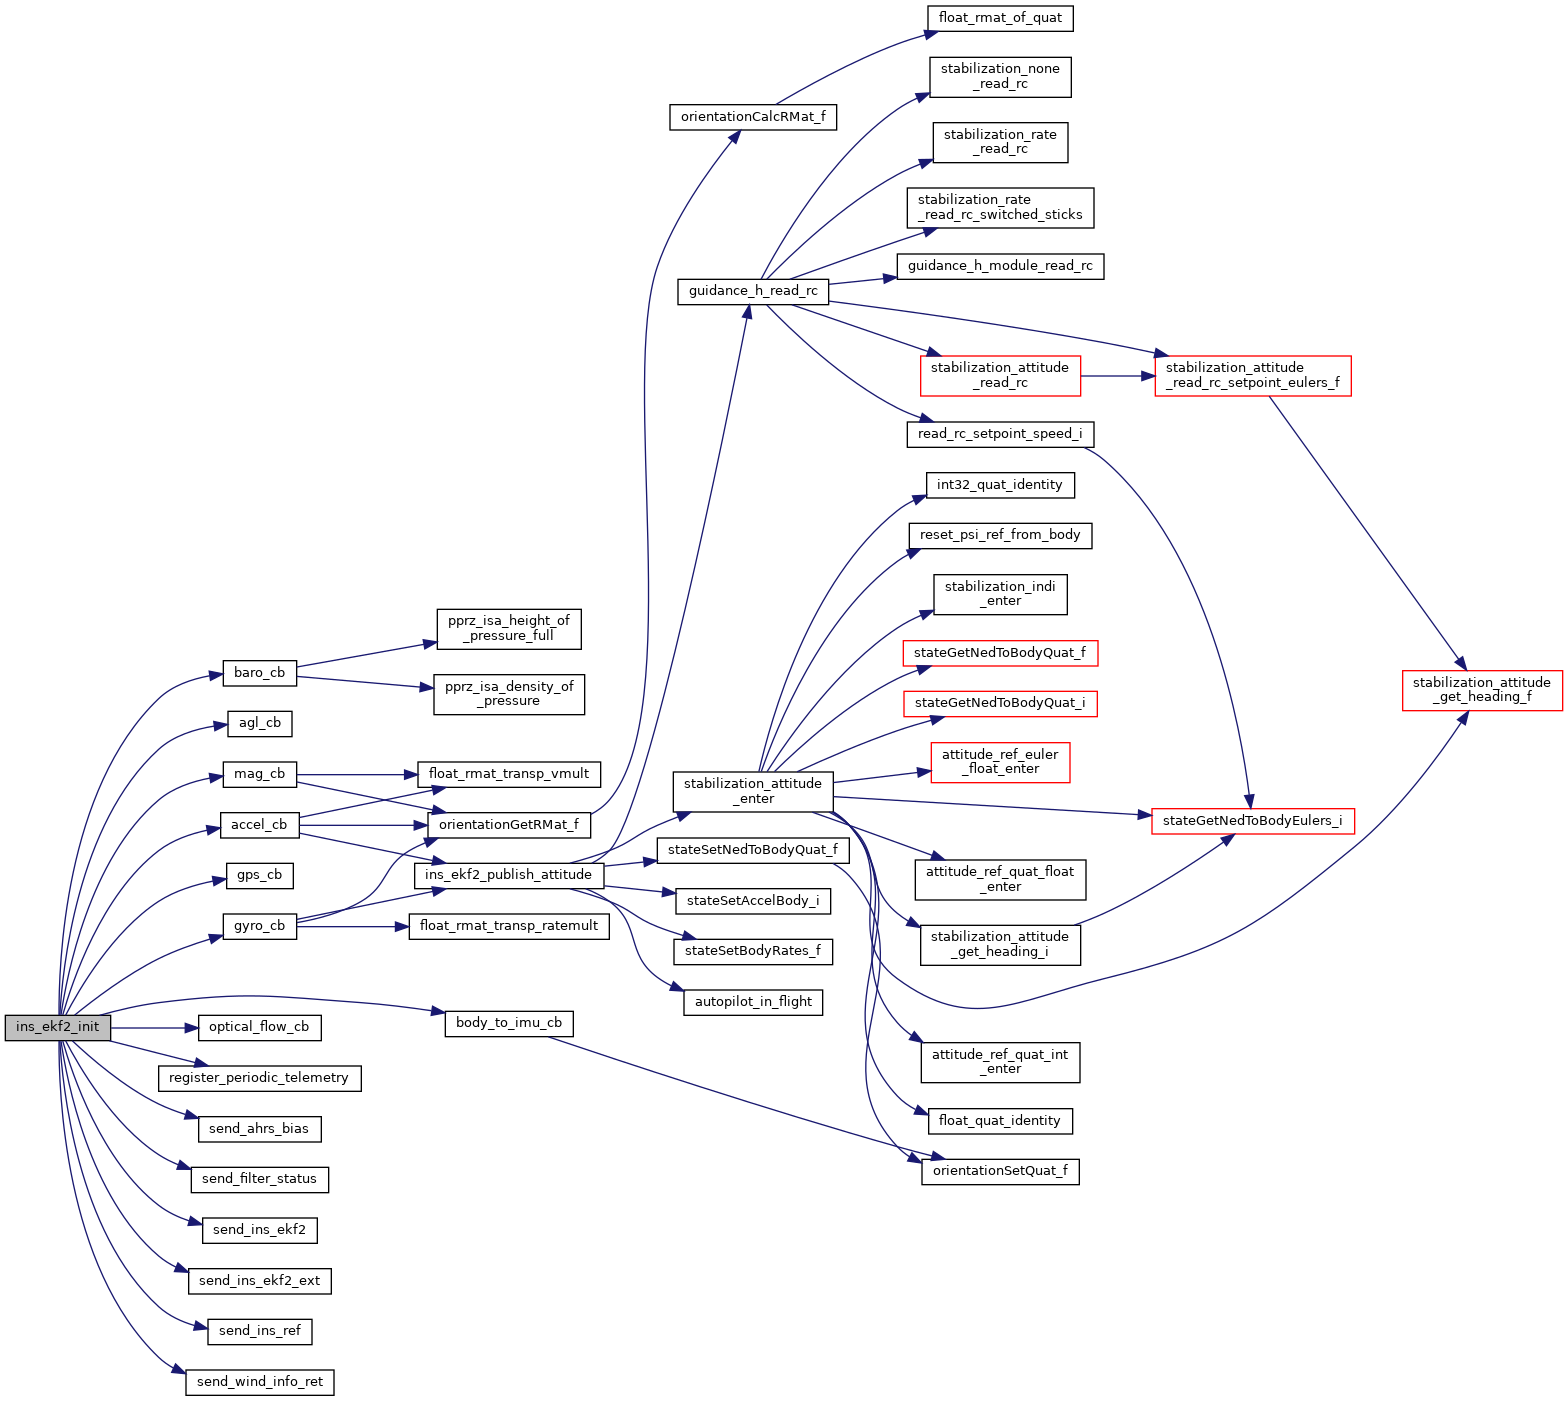 float_rmat_of_quat
stabilization_none
_read_rc
orientationCalcRMat_f
stabilization_rate
_read_rc
stabilization_rate
_read_rc_switched_sticks
guidance_h_module_read_rc
guidance_h_read_rc
stabilization_attitude
_read_rc
stabilization_attitude
_read_rc_setpoint_eulers_f
read_rc_setpoint_speed_i
int32_quat_identity
reset_psi_ref_from_body
stabilization_indi
_enter
pprz_isa_height_of
_pressure_full
stateGetNedToBodyQuat_f
baro_cb
pprz_isa_density_of
_pressure
stateGetNedToBodyQuat_i
stabilization_attitude
_get_heading_f
agl_cb
attitude_ref_euler
_float_enter
mag_cb
float_rmat_transp_vmult
stabilization_attitude
_enter
accel_cb
orientationGetRMat_f
stateGetNedToBodyEulers_i
stateSetNedToBodyQuat_f
gps_cb
ins_ekf2_publish_attitude
attitude_ref_quat_float
_enter
stateSetAccelBody_i
gyro_cb
float_rmat_transp_ratemult
stabilization_attitude
_get_heading_i
stateSetBodyRates_f
autopilot_in_flight
ins_ekf2_init
optical_flow_cb
body_to_imu_cb
attitude_ref_quat_int
_enter
register_periodic_telemetry
send_ahrs_bias
float_quat_identity
send_filter_status
orientationSetQuat_f
send_ins_ekf2
send_ins_ekf2_ext
send_ins_ref
send_wind_info_ret